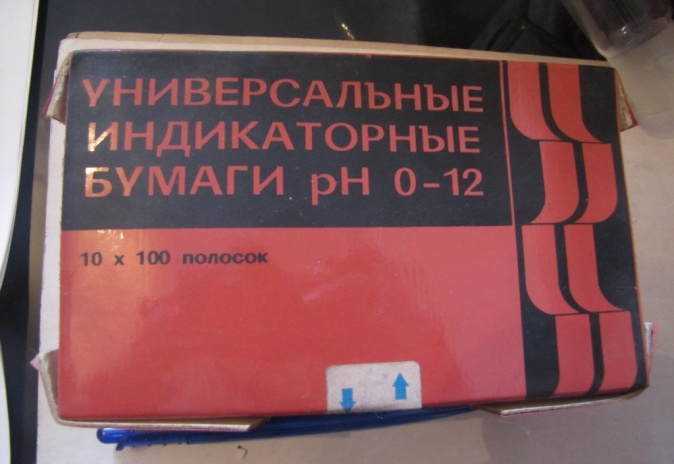 УНИВЕРСАЛЬНЫЕ
ИНДИКАТОРНЫЕ
БУМАГИ pH 0-12
10 x 100 полосок